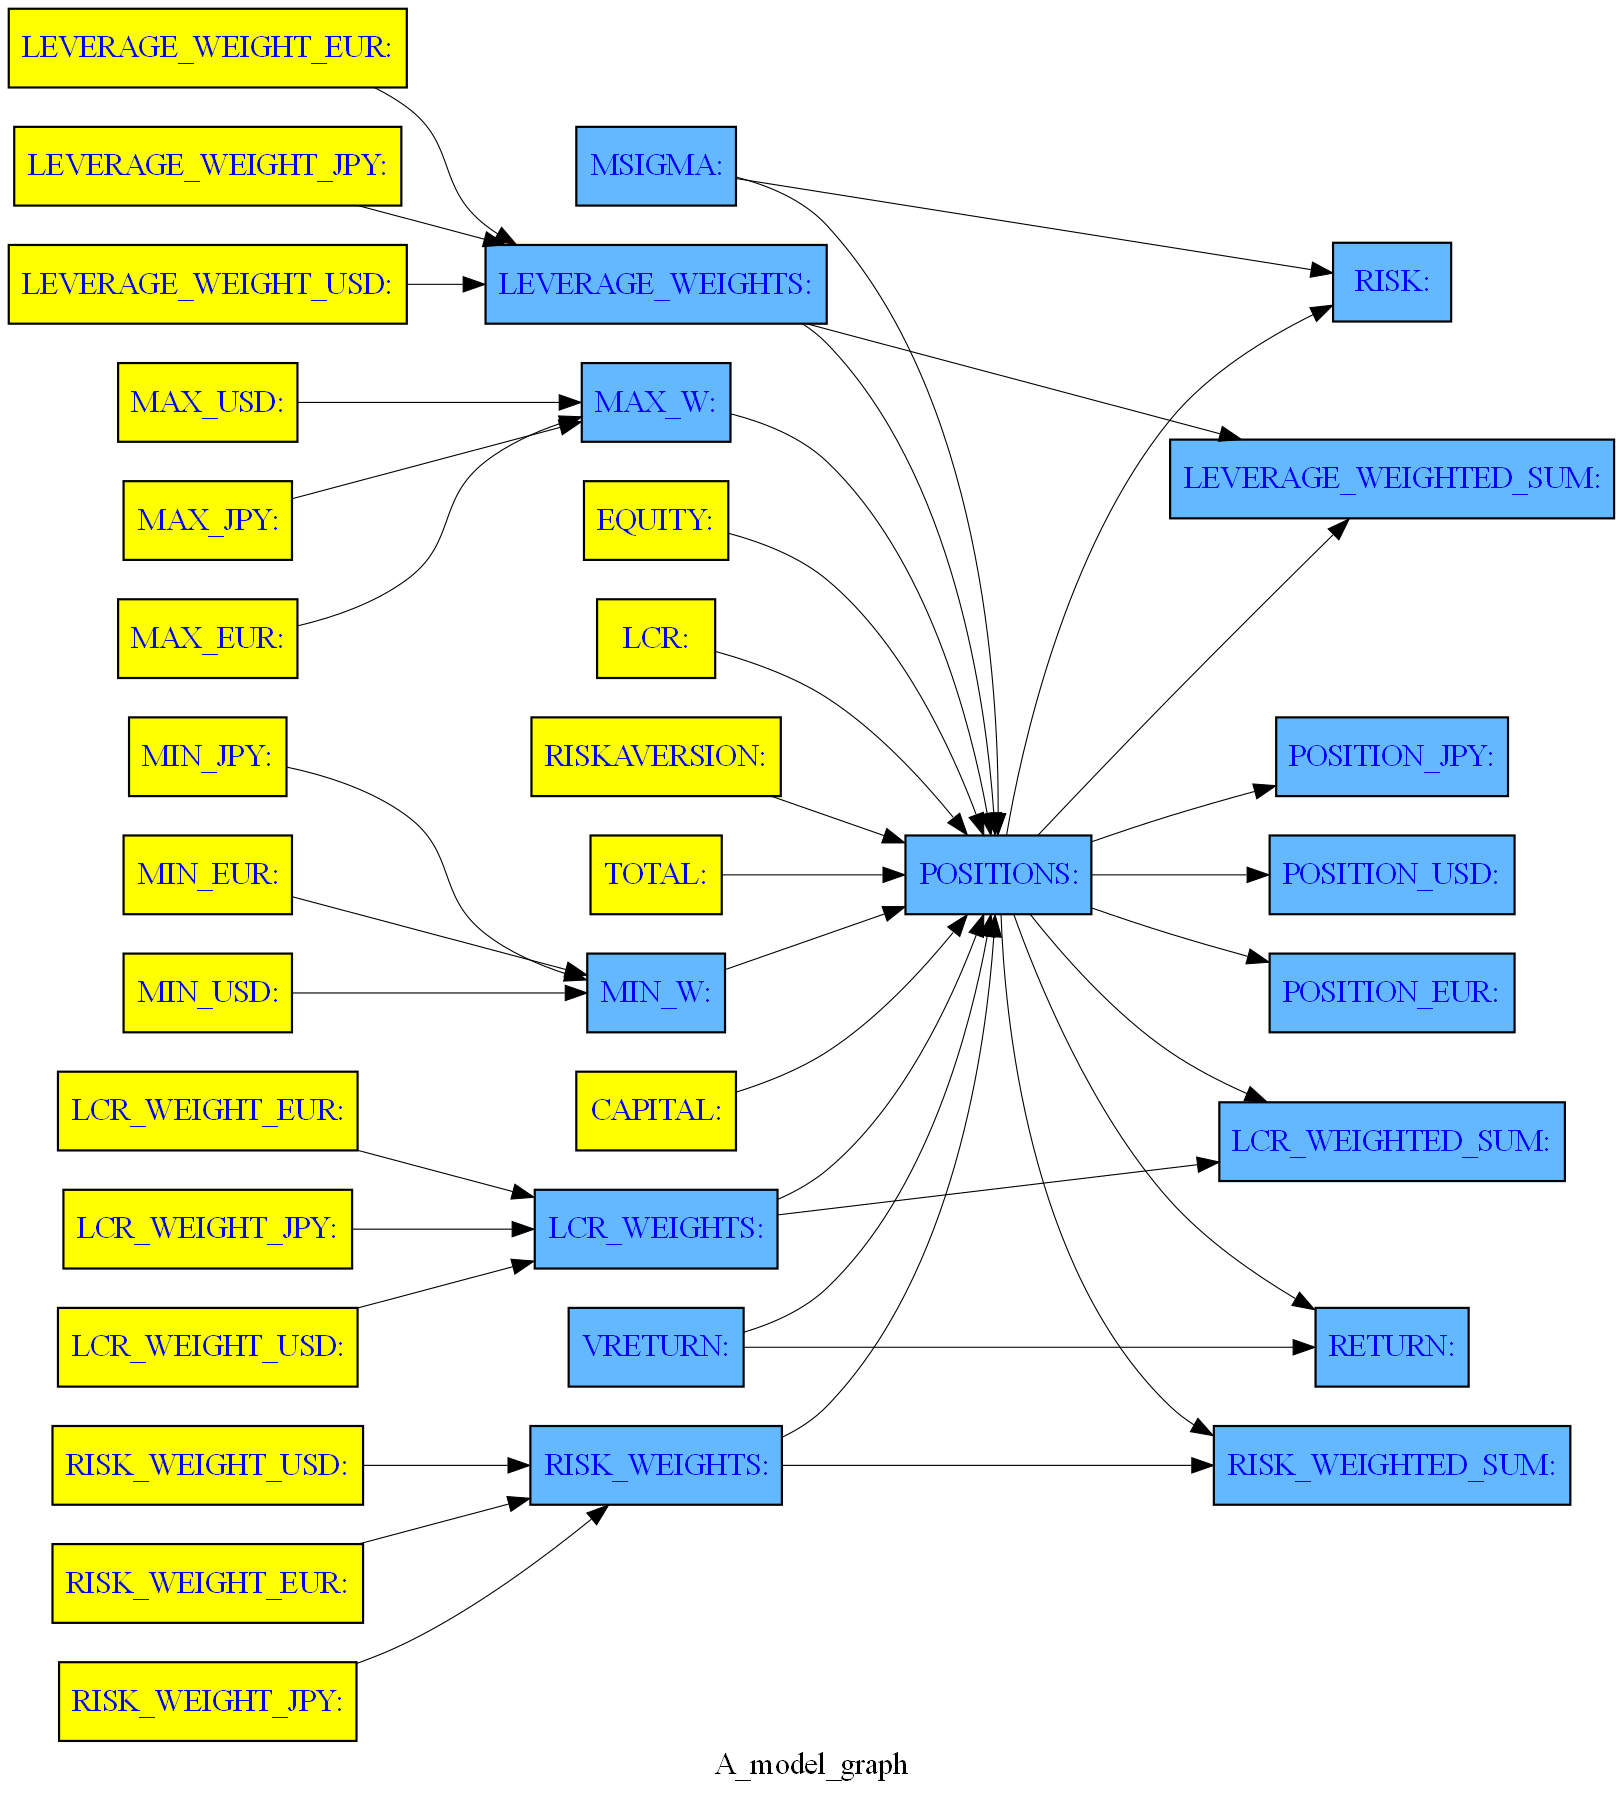 LEVERAGE_WEIGHT_EUR:
LEVERAGE_WEIGHT_JPY:
LEVERAGE_WEIGHT_USD:
MAX_USD:
MAX_JPY:
MAX_EUR:
MIN_JPY:
MIN_EUR:
MIN_USD:
LCR_WEIGHT_EUR:
LCR_WEIGHT_JPY:
LCR_WEIGHT_USD:
RISK_WEIGHT_USD:
RISK_WEIGHT_EUR:
RISK_WEIGHT_JPY:
MSIGMA:
LEVERAGE_WEIGHTS:
MAX_W:
EQUITY:
LCR:
RISKAVERSION:
TOTAL:
MIN_W:
CAPITAL:
LCR_WEIGHTS:
VRETURN:
RISK_WEIGHTS:
POSITIONS:
RISK:
LEVERAGE_WEIGHTED_SUM:
POSITION_JPY:
POSITION_USD:
POSITION_EUR:
LCR_WEIGHTED_SUM:
RETURN:
RISK_WEIGHTED_SUM:
A_model_graph